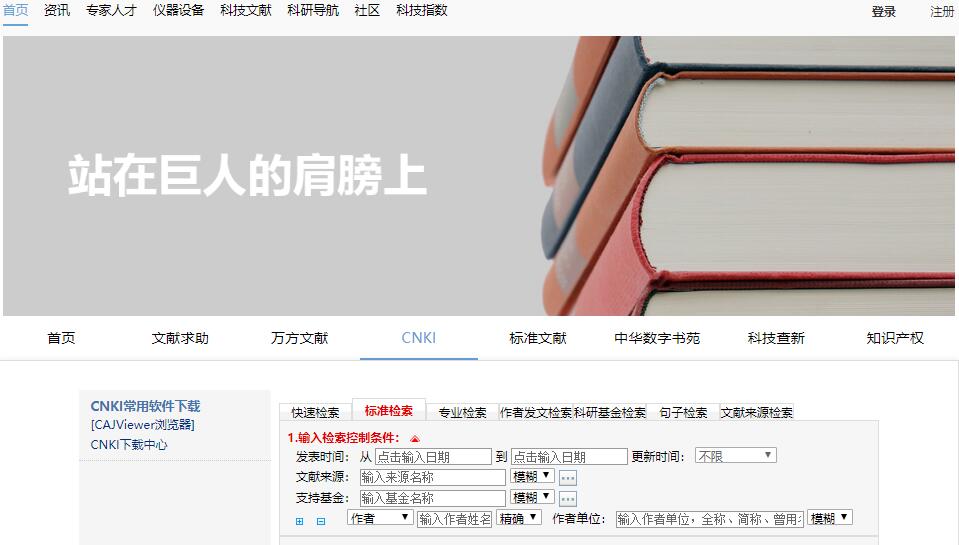 首页 资讯 专家人才 仪器设备 科技文献 科研导航 社区 科技指数 登录 注册
站在巨人的肩膀上
首页 文献求助 万方文献 CNKI 标准文献 中华数字书苑 科技查新 知识产权
CNKI常用软件下载
[CAJViewer浏览器]
CNKI下载中心
快速检索 标准检索 专业检索 作者发文检索 科研基金检索 句子检索 文献来源检索
1.输入检索控制条件：
发表时间： 从 点击输入日期 到 点击输入日期 更新时间： 不限
文献来源： 输入来源名称 模糊 ...
支持基金： 输入基金名称 模糊 ...
作者 输入作者姓名 精确 作者单位： 输入作者单位，全称、简称、曾用 模糊